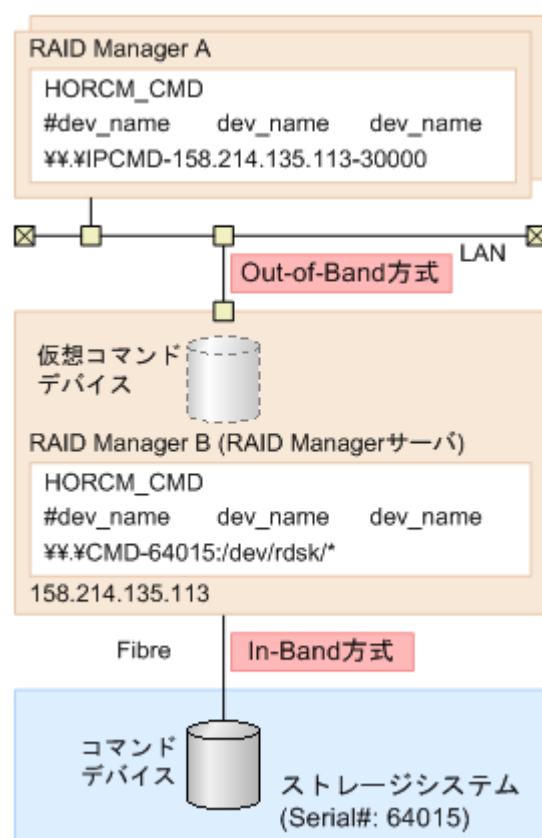 RAID Manager A
HORCM_CMD
#dev_name dev_name dev_name
¥¥.¥IPCMD-158.214.135.113-30000
LAN
Out-of-Band方式
仮想コマンド
デバイス
RAID Manager B (RAID Managerサーバ)
HORCM_CMD
#dev_name dev_name dev_name
¥¥.¥CMD-64015:/dev/rdsk/*
158.214.135.113
Fibre
In-Band方式
コマンド
デバイス
ストレージシステム
(Serial#: 64015)